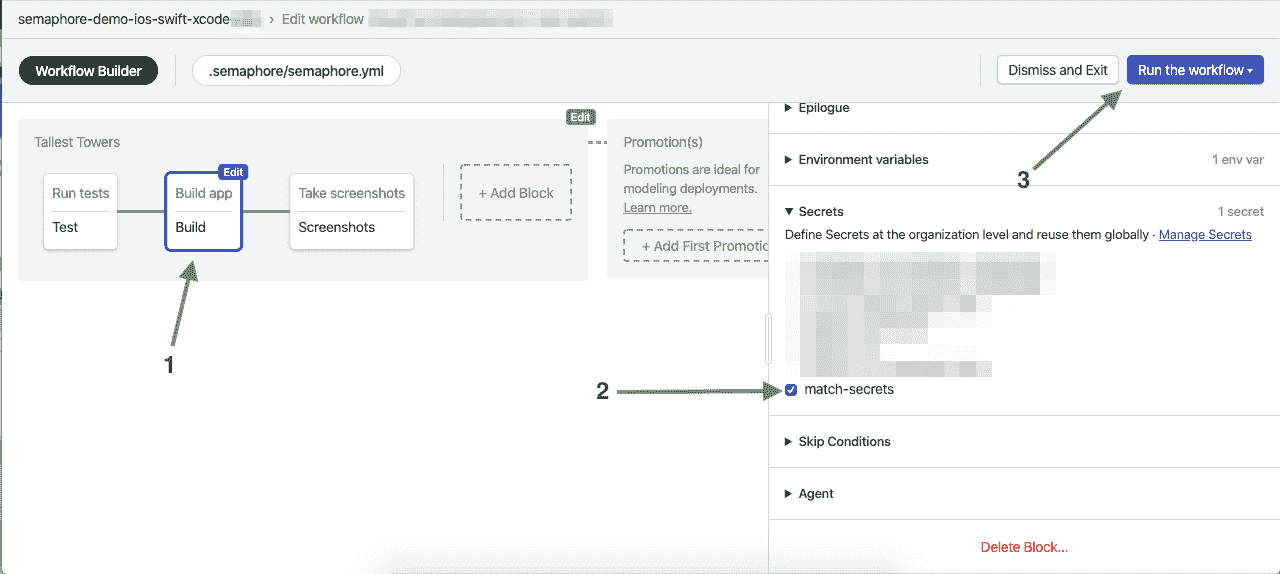 semaphore-demo-ios-swift-xcode › Edit workflow
Workflow Builder
.semaphore/semaphore.yml
Dismiss and Exit
Run the workflow
Edit
Tallest Towers
Run tests
Test
Edit
Build app
Build
Take screenshots
Screenshots
+ Add Block
Promotion(s)
Promotions are ideal for
modeling deployments.
Learn more.
+ Add First Promotio
1
Epilogue
Environment variables
1 env var
3
Secrets
1 secret
Define Secrets at the organization level and reuse them globally · Manage Secrets
2
match-secrets
Skip Conditions
Agent
Delete Block...